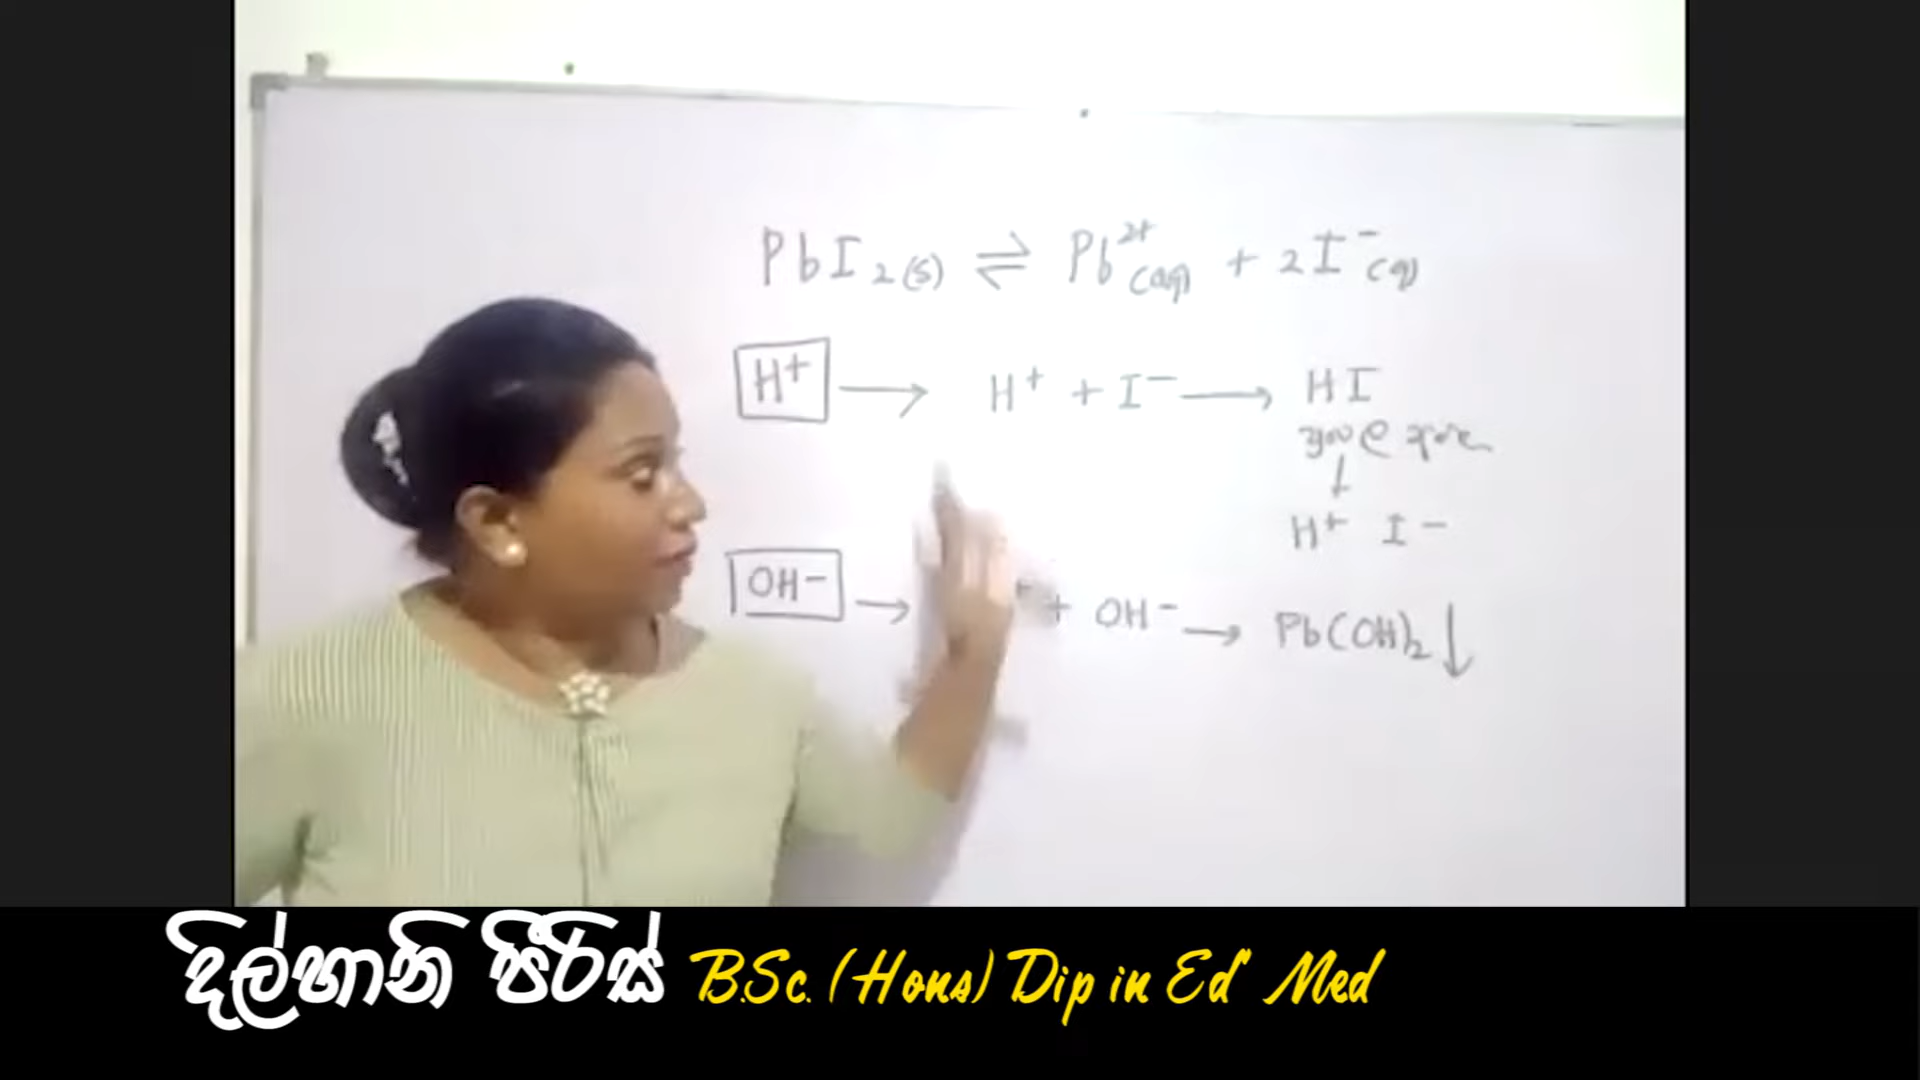 PbI₂(s) ⇌ Pb²⁺(aq) + 2I⁻(aq)
H⁺ → H⁺ + I⁻ → HI
↓
H⁺ I⁻
OH⁻ → + OH⁻ → Pb(OH)₂↓
දිල්හානි පීරිස් B.Sc. (Hons) Dip in Ed Med